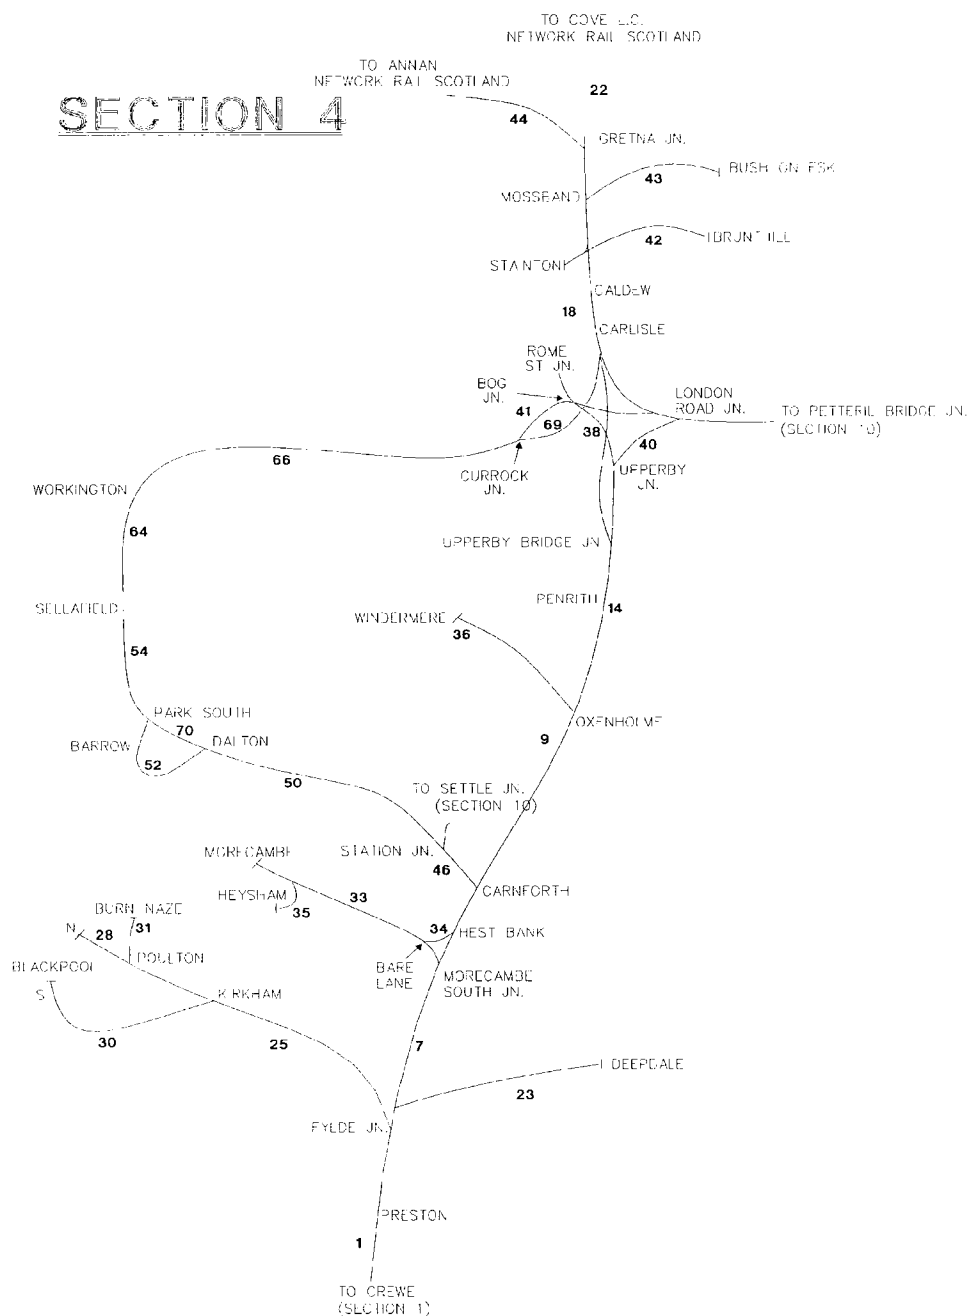 TO COVE L.C.
NETWORK RAIL SCOTLAND
TO ANNAN
NETWORK RAIL SCOTLAND
22
SECTION 4
44
GRETNA JN.
43
BUSH ON ESK
MOSSBAND
42
BRUNTHILL
STAINTON
CALDEW
18
CARLISLE
ROME
ST JN.
BOG
JN.
41
69
38
40
LONDON
ROAD JN.
TO PETTERIL BRIDGE JN.
(SECTION 10)
66
CURROCK
JN.
UPPERBY
JN.
WORKINGTON
64
UPPERBY BRIDGE JN
PENRITH
14
SELLAFIELD
WINDERMERE
36
54
PARK SOUTH
70
OXENHOLME
BARROW
DALTON
9
52
50
TO SETTLE JN.
(SECTION 10)
MORECAMBE
STATION JN.
46
HEYSHAM
33
CARNFORTH
35
BURN NAZE
31
34
HEST BANK
N
28
POULTON
BLACKPOOL
BARE
LANE
MORECAMBE
SOUTH JN.
S
KIRKHAM
30
25
7
DEEPDALE
23
FYLDE JN.
PRESTON
1
TO CREWE
(SECTION 1)